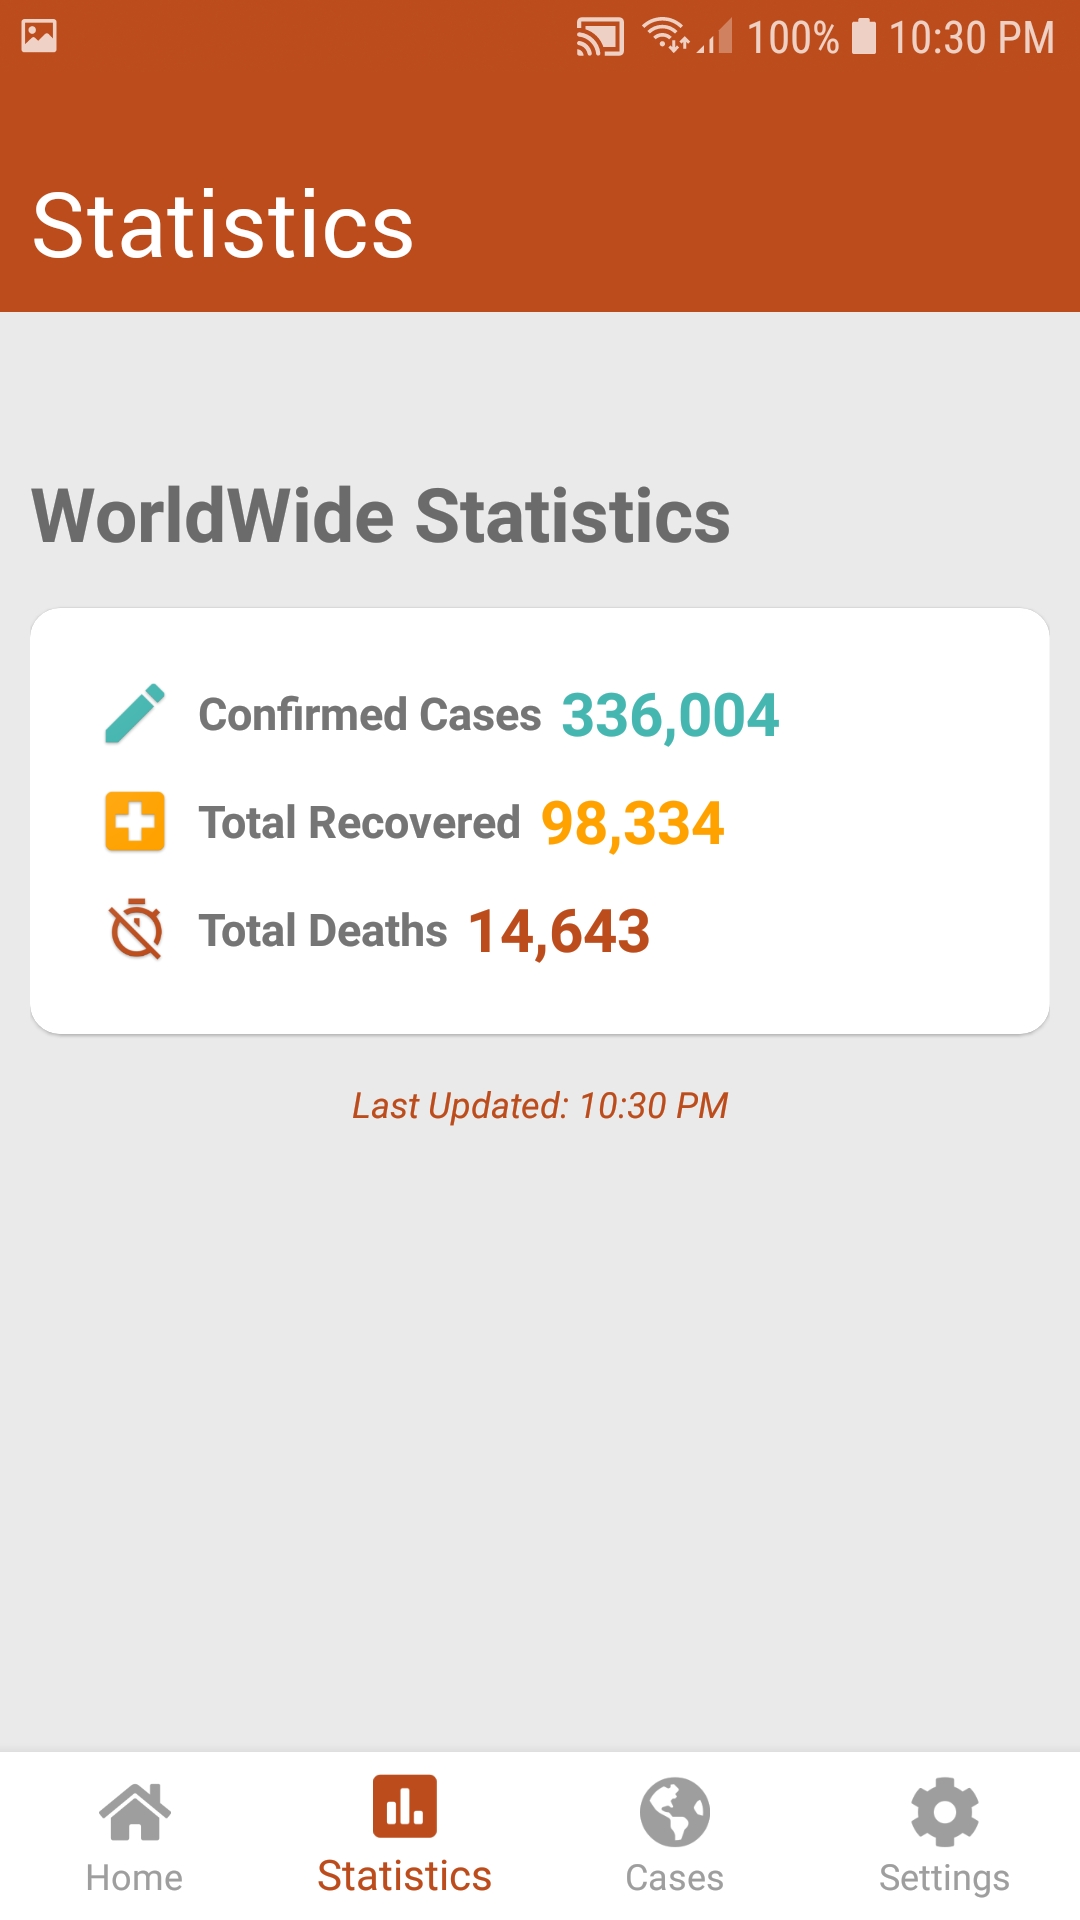 100% 10:30 PM
Statistics
WorldWide Statistics
Confirmed Cases 336,004
Total Recovered 98,334
Total Deaths 14,643
Last Updated: 10:30 PM
Home Statistics Cases Settings